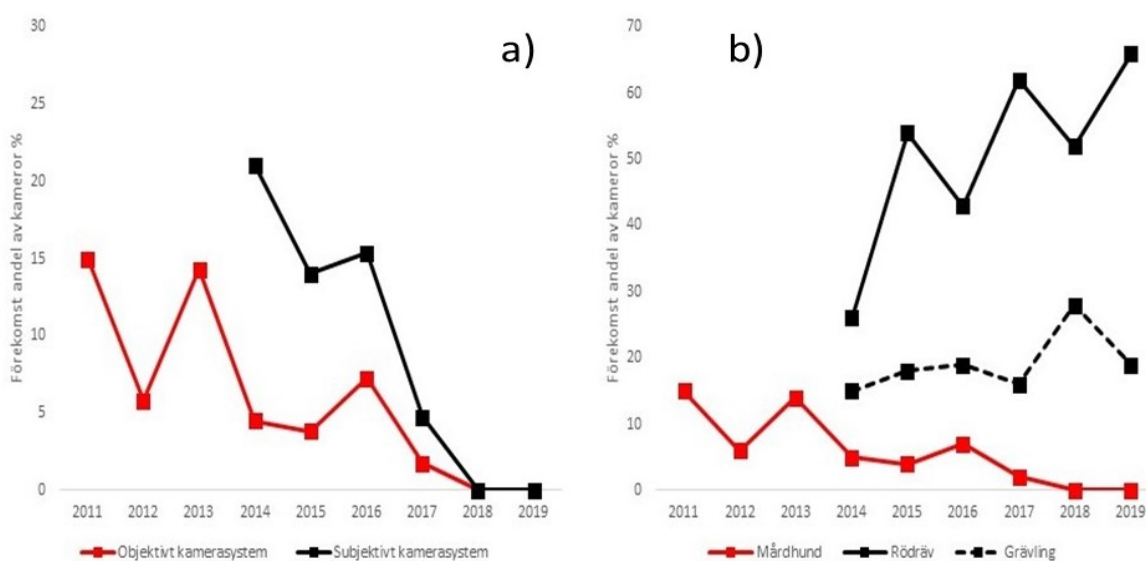 a)
Förekomst andel av kameror %
30
25
20
15
10
5
0
2011 2012 2013 2014 2015 2016 2017 2018 2019
Objektivt kamerasystem Subjektivt kamerasystem
b)
Förekomst andel av kameror %
70
60
50
40
30
20
10
0
2011 2012 2013 2014 2015 2016 2017 2018 2019
Mårdhund Rödräv Grävling